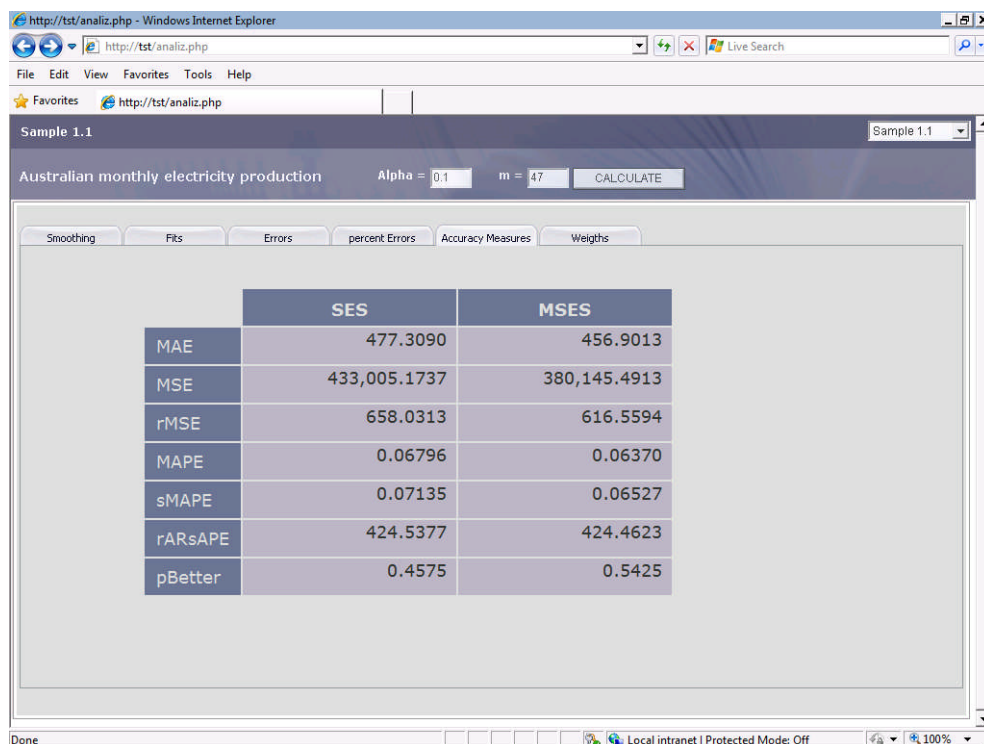 http://tst/analiz.php - Windows Internet Explorer
http://tst/analiz.php
Live Search
File Edit View Favorites Tools Help
Favorites http://tst/analiz.php
Sample 1.1 Sample 1.1
Australian monthly electricity production Alpha = 0.1 m = 47 CALCULATE
Smoothing Fits Errors percent Errors Accuracy Measures Weigths
SES MSES
MAE 477.3090 456.9013
MSE 433,005.1737 380,145.4913
rMSE 658.0313 616.5594
MAPE 0.06796 0.06370
sMAPE 0.07135 0.06527
rARsAPE 424.5377 424.4623
pBetter 0.4575 0.5425
Done Local intranet | Protected Mode: Off 100%